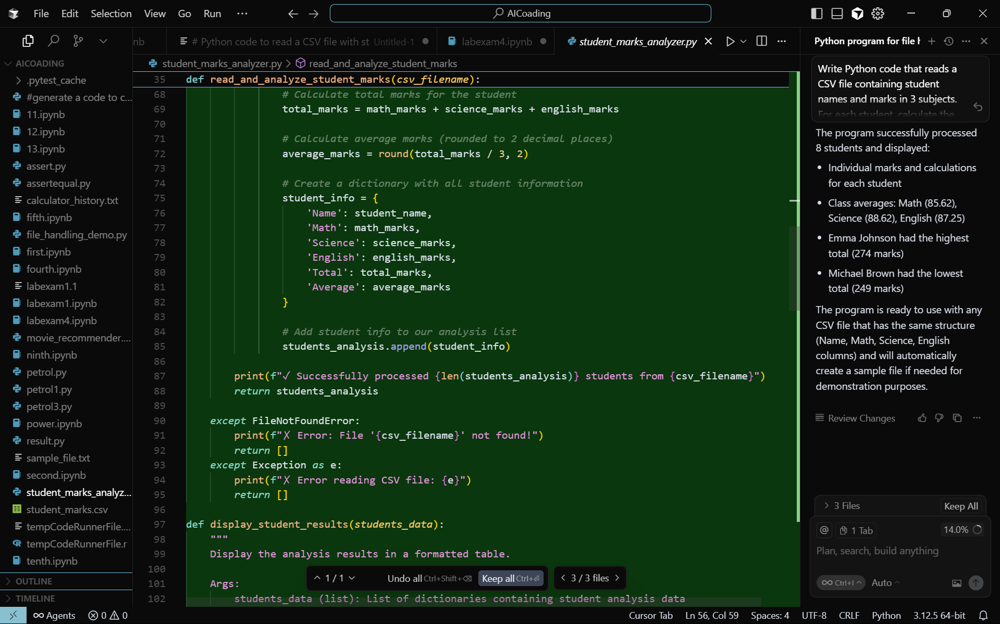 File Edit Selection View Go Run ···
AICoading
nb
# Python code to read a CSV file with st Untitled-1
labexam4.ipynb
student_marks_analyzer.py
Python program for file
AICOADING
.pytest_cache
#generate a code to c...
11.ipynb
12.ipynb
13.ipynb
assert.py
assertequal.py
calculator_history.txt
fifth.ipynb
file_handling_demo.py
first.ipynb
fourth.ipynb
labexam1.1
labexam1.ipynb
labexam4.ipynb
movie_recommender....
ninth.ipynb
petrol.py
petrol1.py
petrol3.py
power.ipynb
result.py
sample_file.txt
second.ipynb
student_marks_analyz...
student_marks.csv
tempCodeRunnerFile....
tempCodeRunnerFile.r
tenth.ipynb
OUTLINE
TIMELINE
student_marks_analyzer.py > read_and_analyze_student_marks
35 def read_and_analyze_student_marks(csv_filename):
68 # Calculate total marks for the student
69 total_marks = math_marks + science_marks + english_marks
70
71 # Calculate average marks (rounded to 2 decimal places)
72 average_marks = round(total_marks / 3, 2)
73
74 # Create a dictionary with all student information
75 student_info = {
76 'Name': student_name,
77 'Math': math_marks,
78 'Science': science_marks,
79 'English': english_marks,
80 'Total': total_marks,
81 'Average': average_marks
82 }
83
84 # Add student info to our analysis list
85 students_analysis.append(student_info)
86
87 print(f"✓ Successfully processed {len(students_analysis)} students from {csv_filename}")
88 return students_analysis
89
90 except FileNotFoundError:
91 print(f"✗ Error: File '{csv_filename}' not found!")
92 return []
93 except Exception as e:
94 print(f"✗ Error reading CSV file: {e}")
95 return []
96
97 def display_student_results(students_data):
98 """
99 Display the analysis results in a formatted table.
100
101 Args:
102 students_data (list): List of dictionaries containing student analysis data
1 / 1 Undo all Ctrl+Shift+⌫ Keep all Ctrl+⏎
3 / 3 files
Write Python code that reads a
CSV file containing student
names and marks in 3 subjects.
For each student, calculate the
The program successfully processed
8 students and displayed:
• Individual marks and calculations
for each student
• Class averages: Math (85.62),
Science (88.62), English (87.25)
• Emma Johnson had the highest
total (274 marks)
• Michael Brown had the lowest
total (249 marks)
The program is ready to use with any
CSV file that has the same structure
(Name, Math, Science, English
columns) and will automatically
create a sample file if needed for
demonstration purposes.
Review Changes
3 Files Keep All
@ 1 Tab 14.0%
Plan, search, build anything
∞ Ctrl+I Auto
Agents 0 0
Cursor Tab Ln 56, Col 59 Spaces: 4 UTF-8 CRLF Python 3.12.5 64-bit